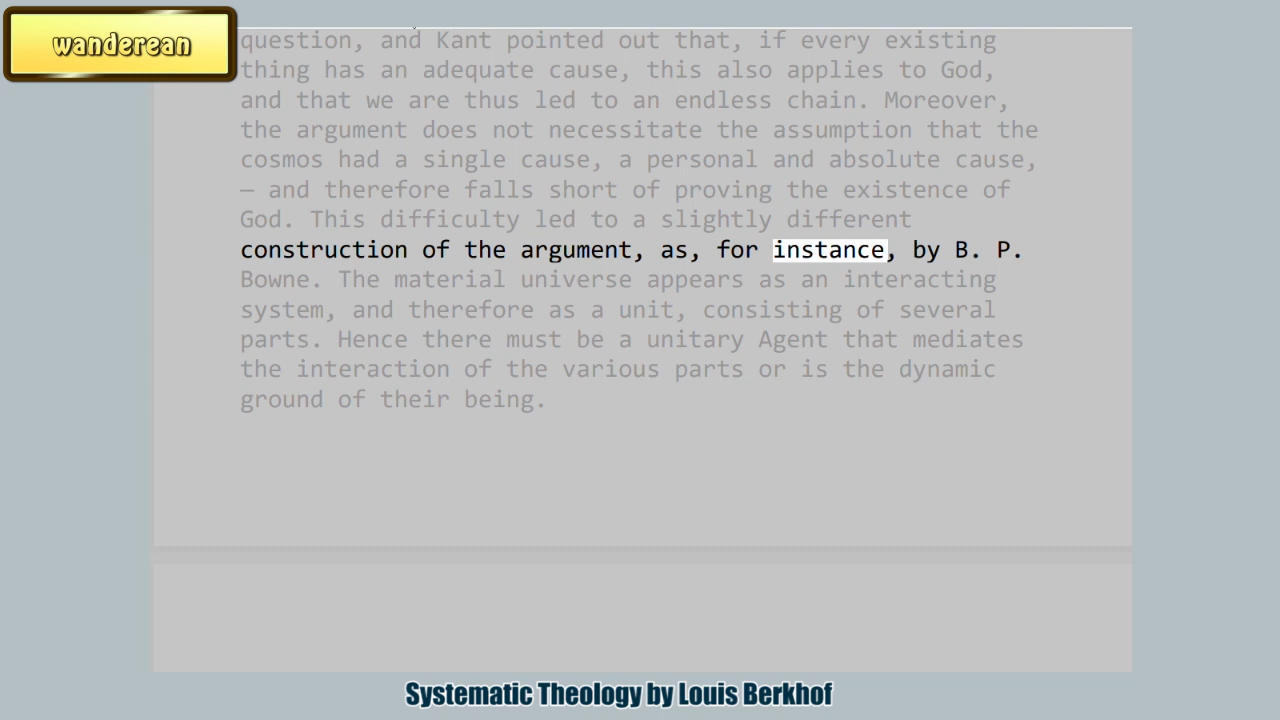 wanderean
question, and Kant pointed out that, if every existing
thing has an adequate cause, this also applies to God,
and that we are thus led to an endless chain. Moreover,
the argument does not necessitate the assumption that the
cosmos had a single cause, a personal and absolute cause,
— and therefore falls short of proving the existence of
God. This difficulty led to a slightly different
construction of the argument, as, for instance, by B. P.
Bowne. The material universe appears as an interacting
system, and therefore as a unit, consisting of several
parts. Hence there must be a unitary Agent that mediates
the interaction of the various parts or is the dynamic
ground of their being.
Systematic Theology by Louis Berkhof